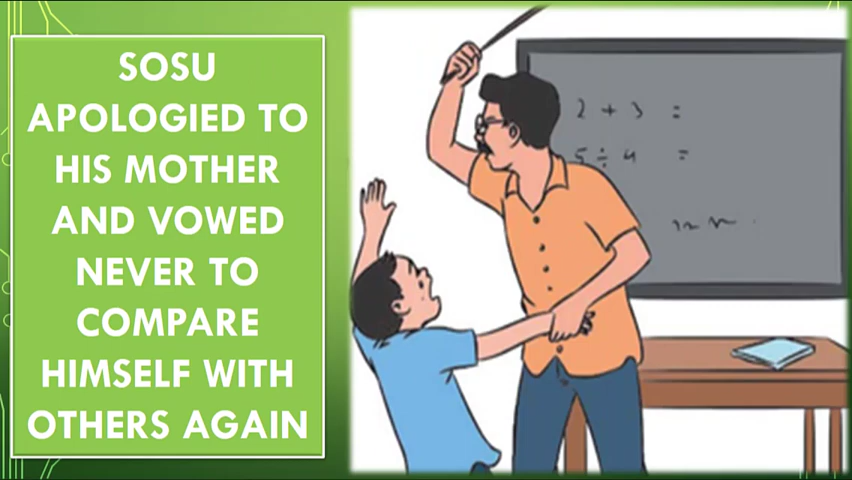 SOSU
APOLOGIED TO
HIS MOTHER
AND VOWED
NEVER TO
COMPARE
HIMSELF WITH
OTHERS AGAIN
2 + 3 =
5 ÷ 4 =